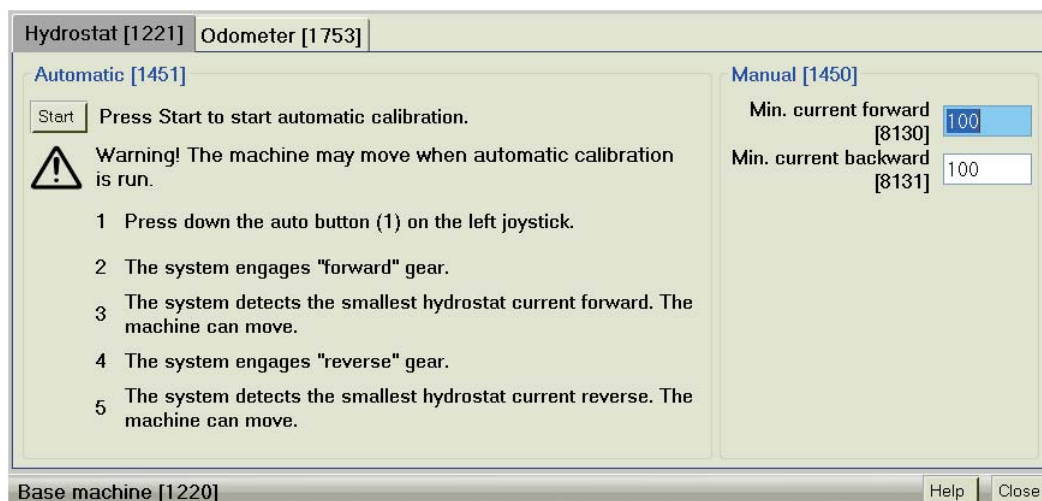 Hydrostat [1221] Odometer [1753]
Automatic [1451]
Start Press Start to start automatic calibration.
Warning! The machine may move when automatic calibration
is run.
1 Press down the auto button (1) on the left joystick.
2 The system engages "forward" gear.
3 The system detects the smallest hydrostat current forward. The
machine can move.
4 The system engages "reverse" gear.
5 The system detects the smallest hydrostat current reverse. The
machine can move.
Manual [1450]
Min. current forward
[8130] 100
Min. current backward
[8131] 100
Base machine [1220] Help Close